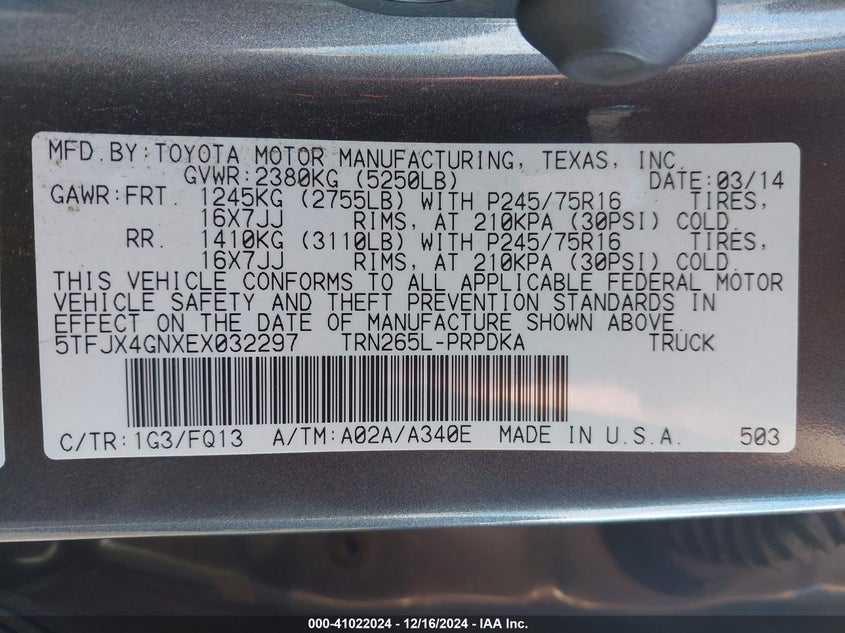 MFD.BY:TOYOTA MOTOR MANUFACTURING, TEXAS, INC.
GVWR:2380KG (5250LB) DATE:03/14
GAWR:FRT. 1245KG (2755LB) WITH P245/75R16 TIRES,
16X7JJ RIMS, AT 210KPA (30PSI) COLD.
RR. 1410KG (3110LB) WITH P245/75R16 TIRES,
16X7JJ RIMS, AT 210KPA (30PSI) COLD.
THIS VEHICLE CONFORMS TO ALL APPLICABLE FEDERAL MOTOR
VEHICLE SAFETY AND THEFT PREVENTION STANDARDS IN
EFFECT ON THE DATE OF MANUFACTURE SHOWN ABOVE.
5TFJX4GNXEX032297 TRN265L-PRPDKA TRUCK
C/TR:1G3/FQ13 A/TM:A02A/A340E MADE IN U.S.A. 503
000-41022024 - 12/16/2024 - IAA Inc.